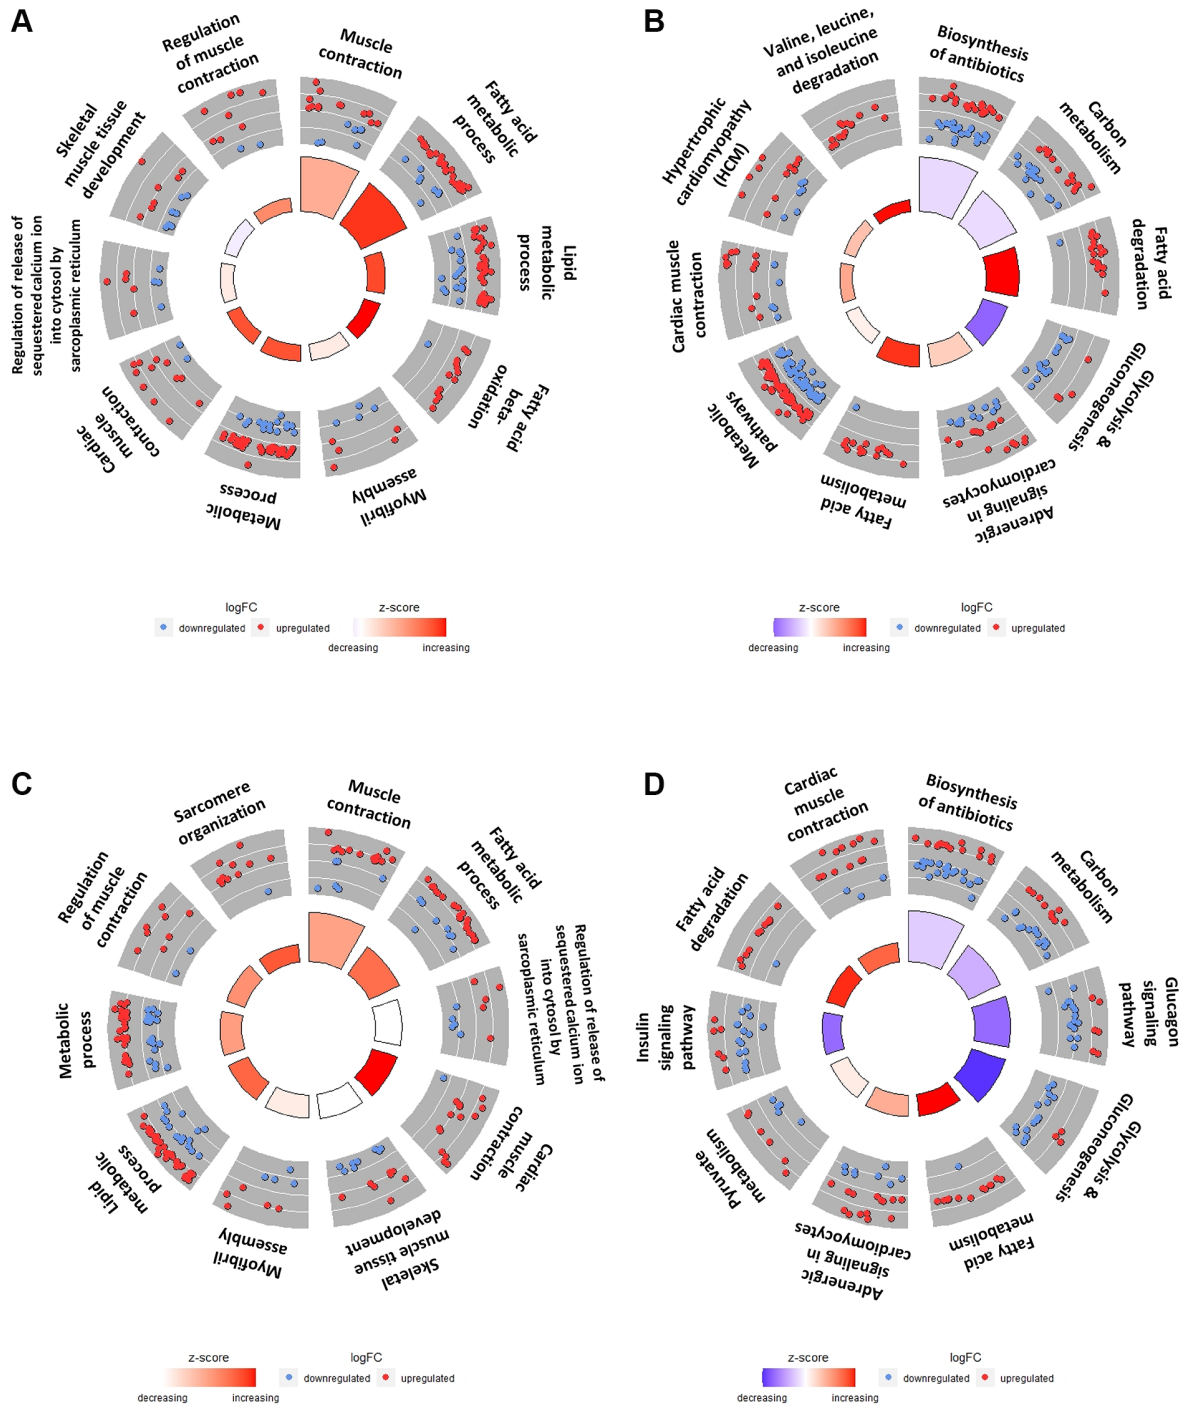 A
Regulation
of muscle
contraction
Muscle
contraction
Fatty acid
metabolic
process
Lipid
metabolic
process
Fatty acid
beta-
oxidation
Myofibril
assembly
Metabolic
process
Cardiac
muscle
contraction
Regulation of release of
sequestered calcium ion
into cytosol by
sarcoplasmic reticulum
Skeletal
muscle tissue
development
logFC
downregulated
upregulated
z-score
decreasing
increasing
B
Valine, leucine,
and isoleucine
degradation
Biosynthesis
of antibiotics
Carbon
metabolism
Fatty acid
degradation
Glycolysis &
Gluconeogenesis
Adrenergic
signaling in
cardiomyocytes
Fatty acid
metabolism
Metabolic
pathways
Cardiac muscle
contraction
Hypertrophic
cardiomyopathy
(HCM)
z-score
decreasing
increasing
logFC
downregulated
upregulated
C
Sarcomere
organization
Muscle
contraction
Fatty acid
metabolic
process
Regulation of release of
sequestered calcium ion
into cytosol by
sarcoplasmic reticulum
Cardiac
muscle
contraction
Skeletal
muscle tissue
development
Myofibril
assembly
Lipid
metabolic
process
Metabolic
process
Regulation
of muscle
contraction
z-score
decreasing
increasing
logFC
downregulated
upregulated
D
Cardiac
muscle
contraction
Biosynthesis
of antibiotics
Carbon
metabolism
Glucagon
signaling
pathway
Glycolysis &
Gluconeogenesis
Fatty acid
metabolism
Adrenergic
signaling in
cardiomyocytes
Pyruvate
metabolism
Insulin
signaling
pathway
Fatty acid
degradation
z-score
decreasing
increasing
logFC
downregulated
upregulated